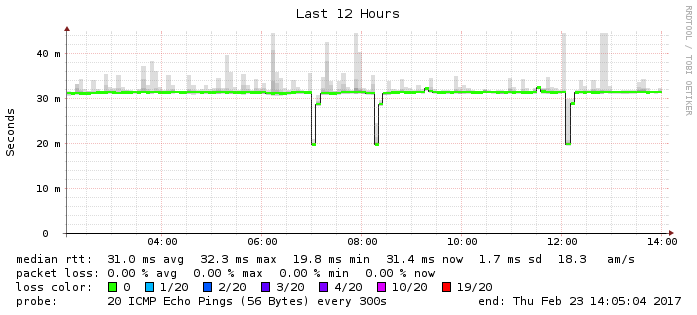 Last 12 Hours
RRDTOOL / TOBI OETIKER
Seconds
40 m
30 m
20 m
10 m
0
04:00 06:00 08:00 10:00 12:00 14:00
median rtt: 31.0 ms avg 32.3 ms max 19.8 ms min 31.4 ms now 1.7 ms sd 18.3 am/s
packet loss: 0.00 % avg 0.00 % max 0.00 % min 0.00 % now
loss color: 0 1/20 2/20 3/20 4/20 10/20 19/20
probe: 20 ICMP Echo Pings (56 Bytes) every 300s end: Thu Feb 23 14:05:04 2017